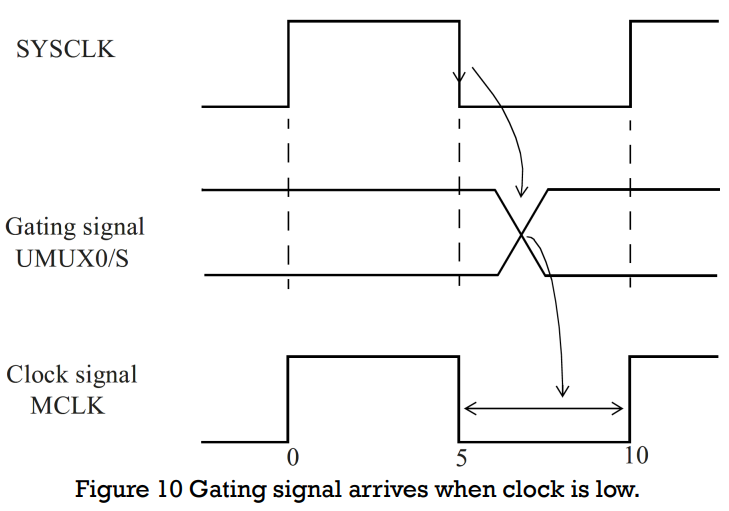 SYSCLK
Gating signal
UMUX0/S
Clock signal
MCLK
0
5
10
Figure 10 Gating signal arrives when clock is low.